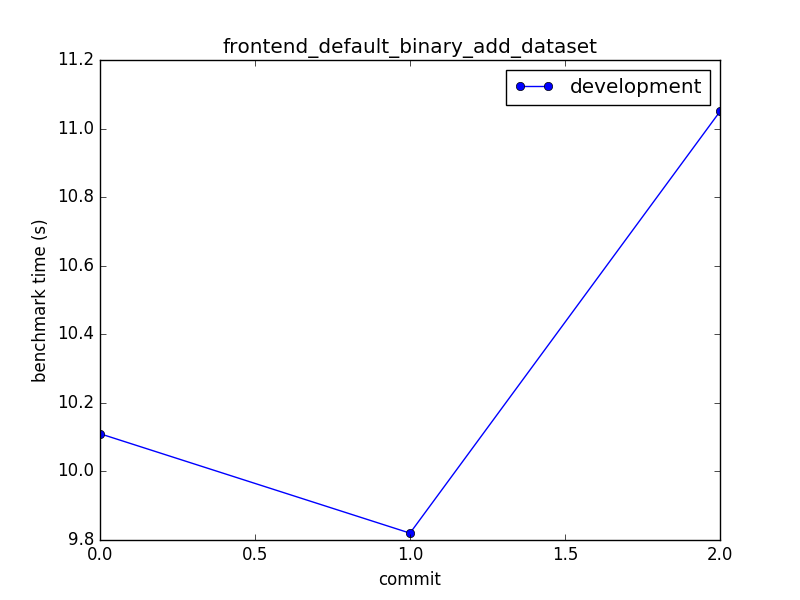 frontend_default_binary_add_dataset
development
11.2
11.0
10.8
10.6
10.4
10.2
10.0
9.8
benchmark time (s)
0.0 0.5 1.0 1.5 2.0
commit